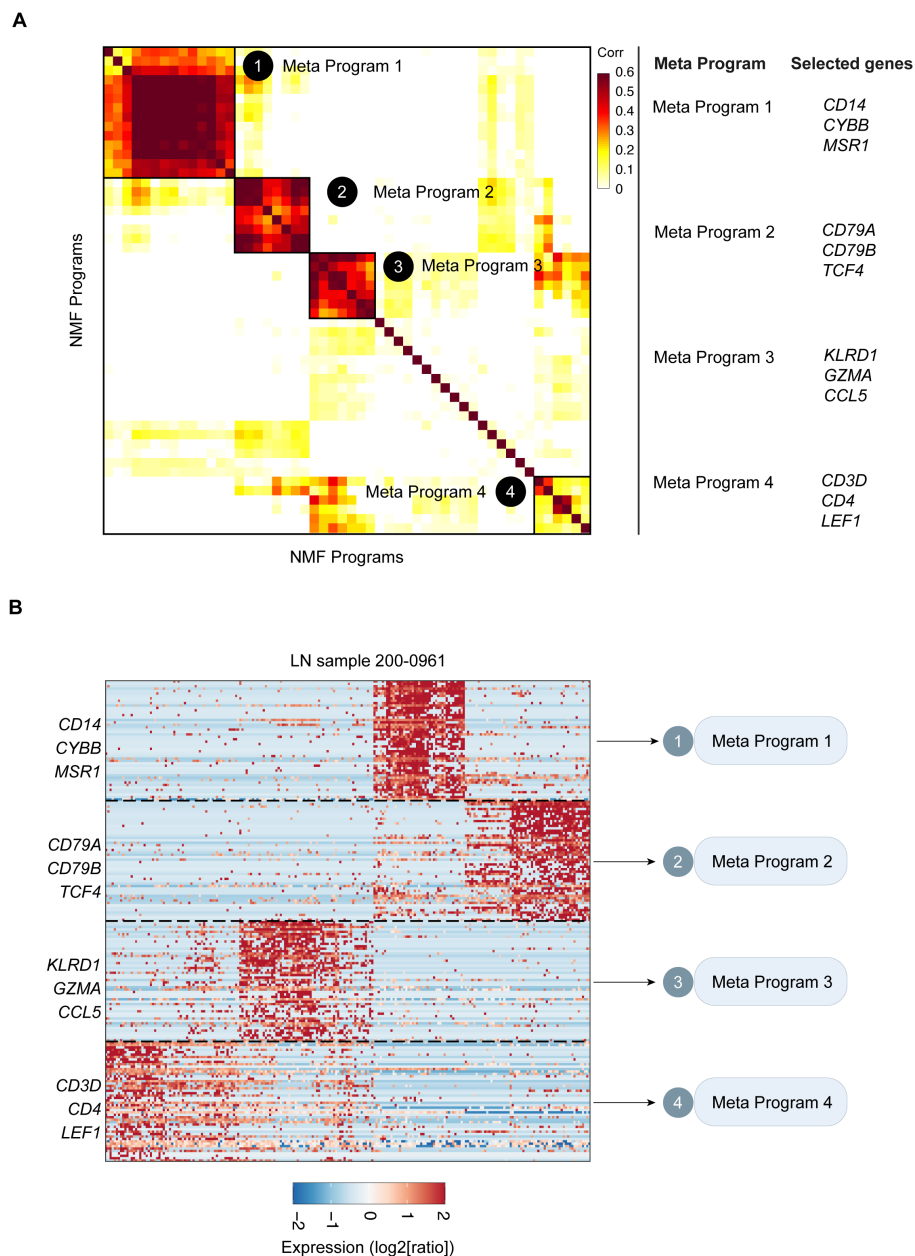 A
1 Meta Program 1
Corr
0.6
0.5
0.4
0.3
0.2
0.1
0
2 Meta Program 2
3 Meta Program 3
Meta Program 4 4
NMF Programs
NMF Programs
Meta Program Selected genes
Meta Program 1 CD14
CYBB
MSR1
Meta Program 2 CD79A
CD79B
TCF4
Meta Program 3 KLRD1
GZMA
CCL5
Meta Program 4 CD3D
CD4
LEF1
B
LN sample 200-0961
CD14
CYBB
MSR1
1 Meta Program 1
CD79A
CD79B
TCF4
2 Meta Program 2
KLRD1
GZMA
CCL5
3 Meta Program 3
CD3D
CD4
LEF1
4 Meta Program 4
−2 −1 0 1 2
Expression (log2[ratio])